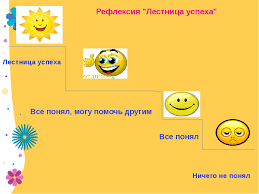 Рефлексия "Лестница успеха"
Лестница успеха
Все понял, могу помочь другим
Все понял
Ничего не понял